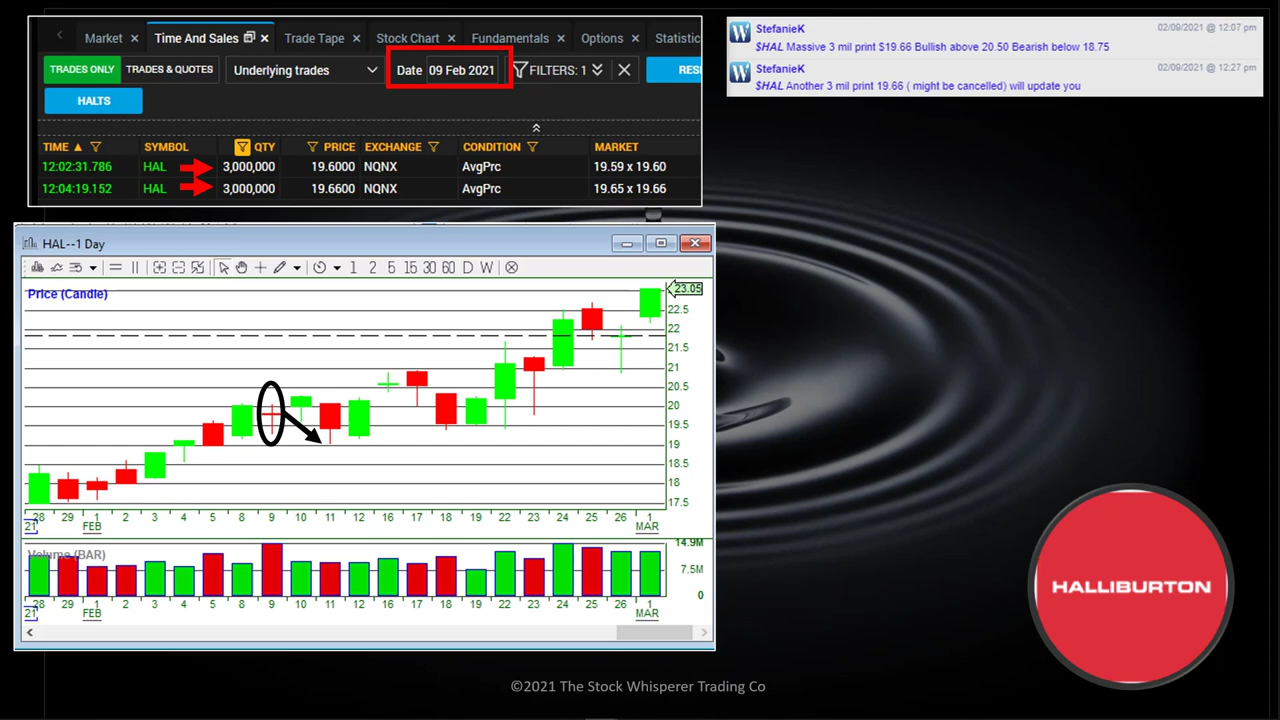 Market × Time And Sales × Trade Tape × Stock Chart × Fundamentals × Options × Statistic
TRADES ONLY TRADES & QUOTES Underlying trades Date 09 Feb 2021 FILTERS: 1 × RES
HALTS
TIME SYMBOL QTY PRICE EXCHANGE CONDITION MARKET
12:02:31.786 HAL 3,000,000 19.6000 NQNX AvgPrc 19.59 x 19.60
12:04:19.152 HAL 3,000,000 19.6600 NQNX AvgPrc 19.65 x 19.66
StefanieK 02/09/2021 @ 12:07 pm
$HAL Massive 3 mil print $19.66 Bullish above 20.50 Bearish below 18.75
StefanieK 02/09/2021 @ 12:27 pm
$HAL Another 3 mil print 19.66 ( might be cancelled) will update you
HAL--1 Day
1 2 5 15 30 60 D W
Price (Candle)
23.05
22.5
22
21.5
21
20.5
20
19.5
19
18.5
18
17.5
28 29 1 2 3 4 5 8 9 10 11 12 16 17 18 19 22 23 24 25 26 1
21 FEB MAR
Volume (BAR)
14.9M
7.5M
0
28 29 1 2 3 4 5 8 9 10 11 12 16 17 18 19 22 23 24 25 26 1
21 FEB MAR
HALLIBURTON
©2021 The Stock Whisperer Trading Co